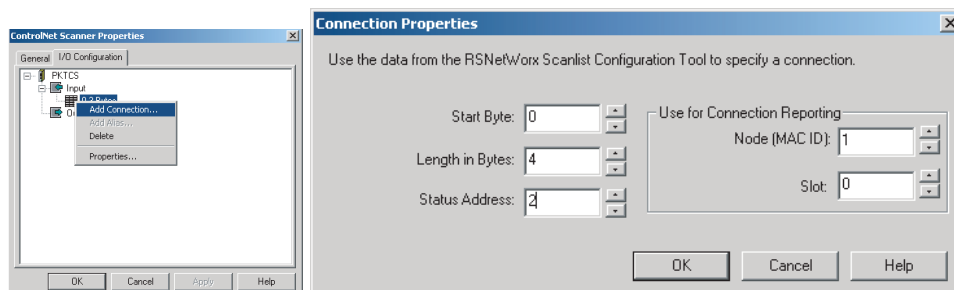 ControlNet Scanner Properties
General
I/O Configuration
PKTCS
Input
Add Connection...
Add Alias...
Delete
Properties...
OK
Cancel
Apply
Help
Connection Properties
Use the data from the RSNetWorx Scanlist Configuration Tool to specify a connection.
Start Byte: 0
Length in Bytes: 4
Status Address: 2
Use for Connection Reporting
Node (MAC ID): 1
Slot: 0
OK
Cancel
Help